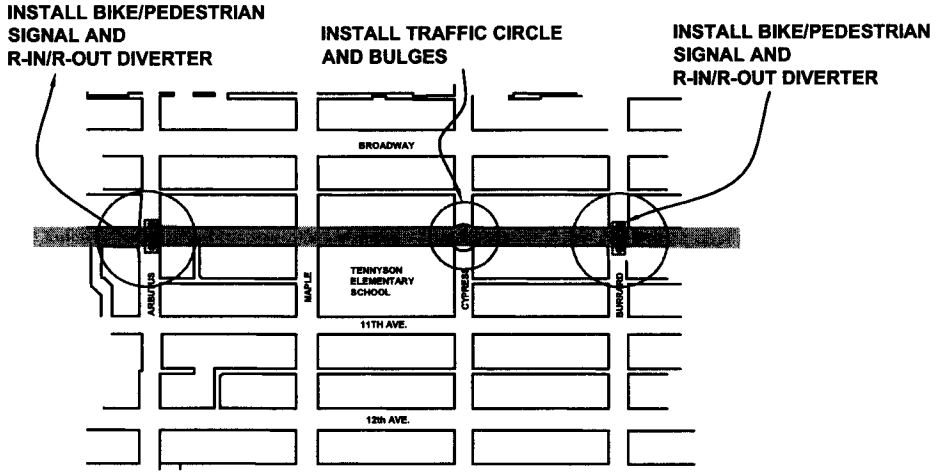 INSTALL BIKE/PEDESTRIAN
SIGNAL AND
R-IN/R-OUT DIVERTER
INSTALL TRAFFIC CIRCLE
AND BULGES
INSTALL BIKE/PEDESTRIAN
SIGNAL AND
R-IN/R-OUT DIVERTER
BROADWAY
ARBUTUS
MAPLE
TENNYSON
ELEMENTARY
SCHOOL
CYPRESS
BURRARD
11TH AVE.
12th AVE.